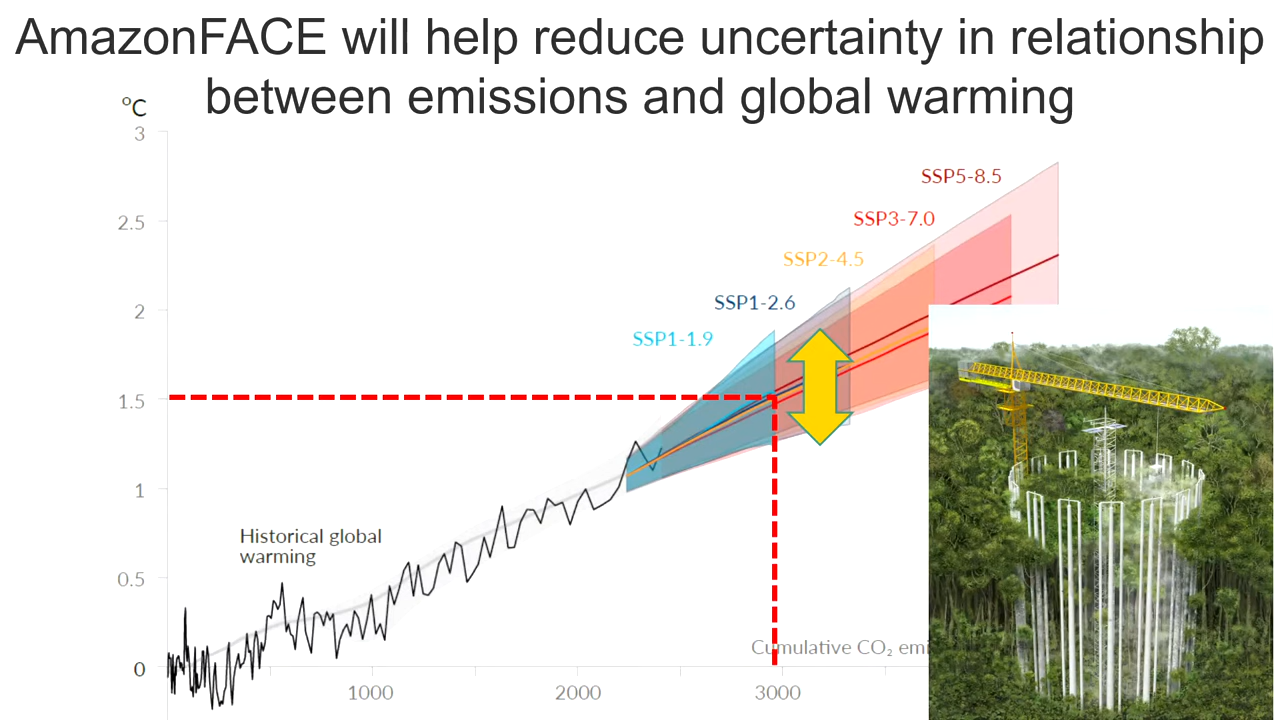 AmazonFACE will help reduce uncertainty in relationship
between emissions and global warming
ºC
3
2.5
2
1.5
1
0.5
0
SSP5-8.5
SSP3-7.0
SSP2-4.5
SSP1-2.6
SSP1-1.9
Historical global
warming
Cumulative CO₂ emi
1000
2000
3000